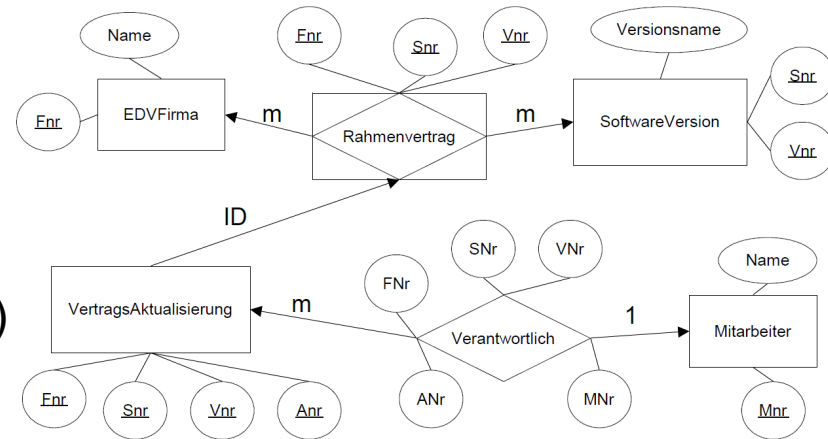 Name
Fnr
Snr
Vnr
Versionsname
Fnr
EDVFirma
m
Rahmenvertrag
m
SoftwareVersion
Snr
Vnr
ID
VertragsAktualisierung
m
FNr
SNr
VNr
Verantwortlich
1
Name
Mitarbeiter
)
Fnr
Snr
Vnr
Anr
ANr
MNr
Mnr